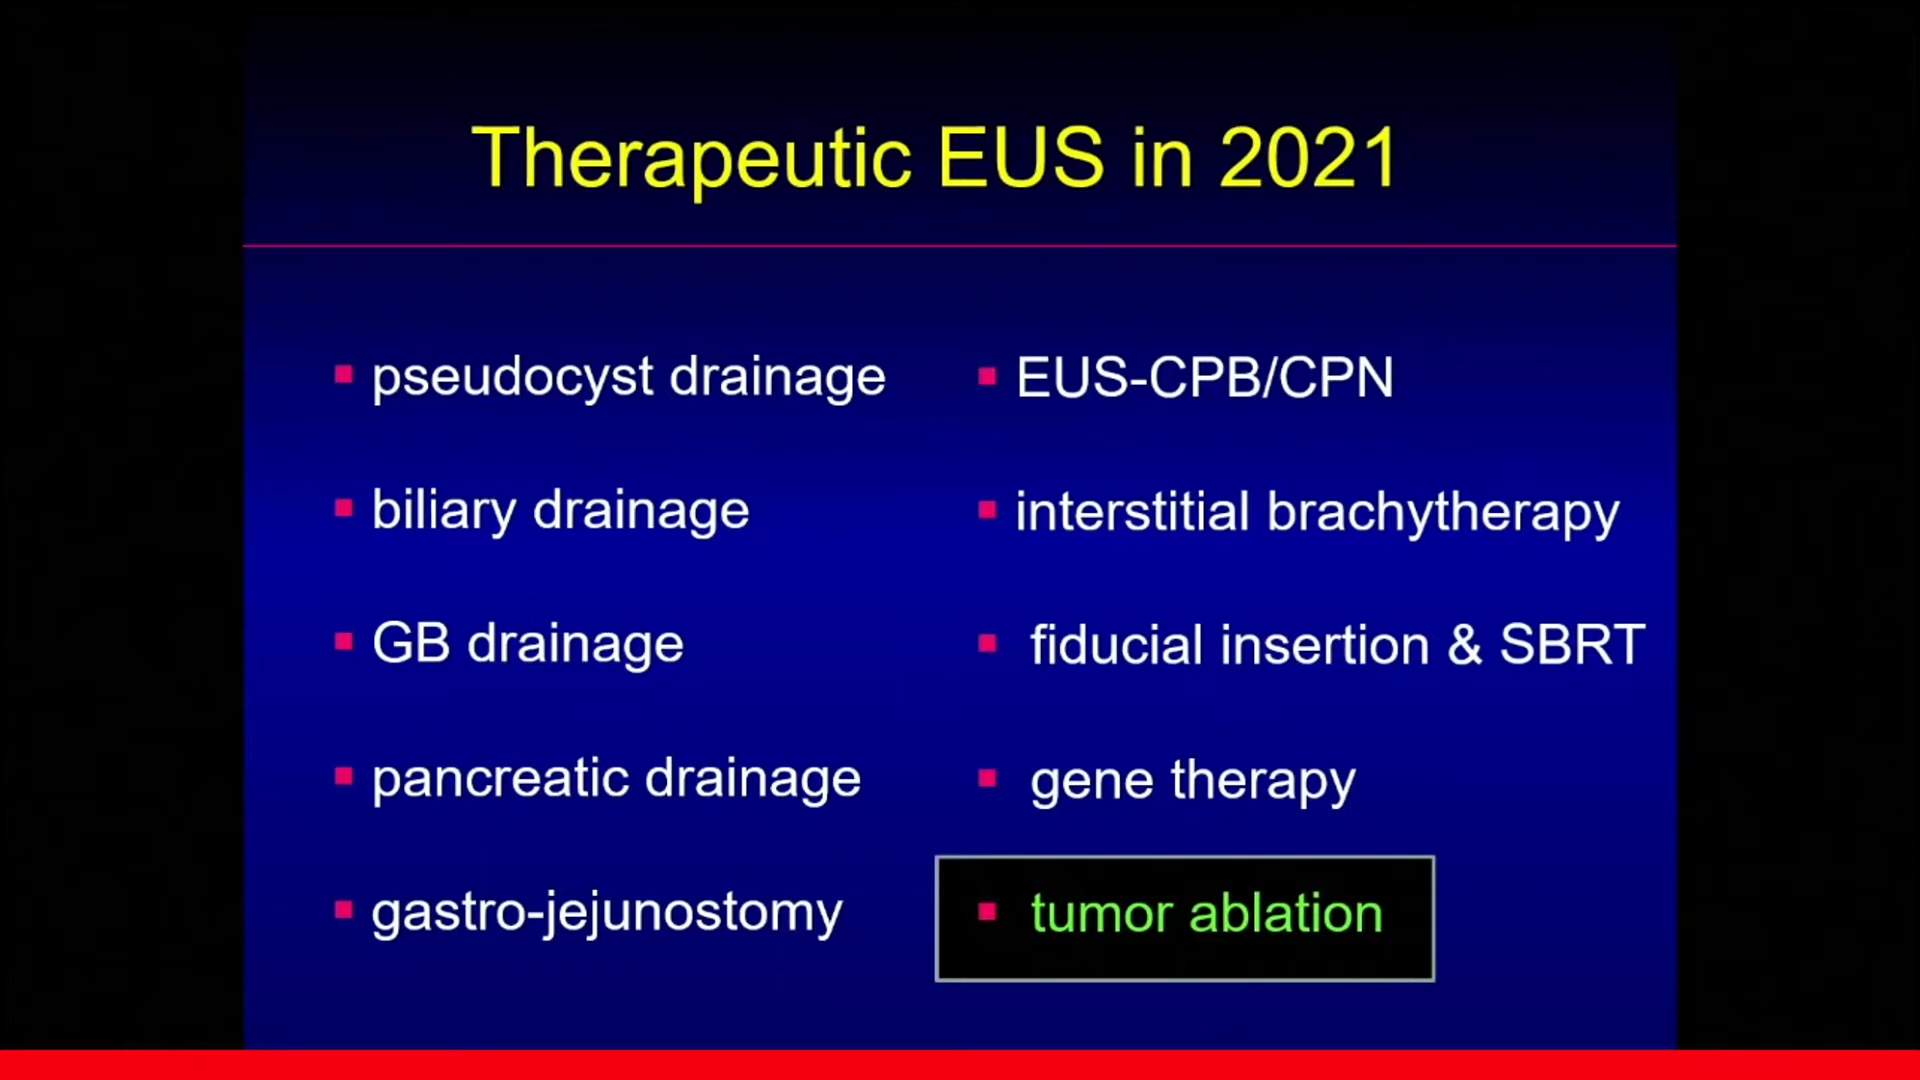 Therapeutic EUS in 2021
pseudocyst drainage
biliary drainage
GB drainage
pancreatic drainage
gastro-jejunostomy
EUS-CPB/CPN
interstitial brachytherapy
fiducial insertion & SBRT
gene therapy
tumor ablation